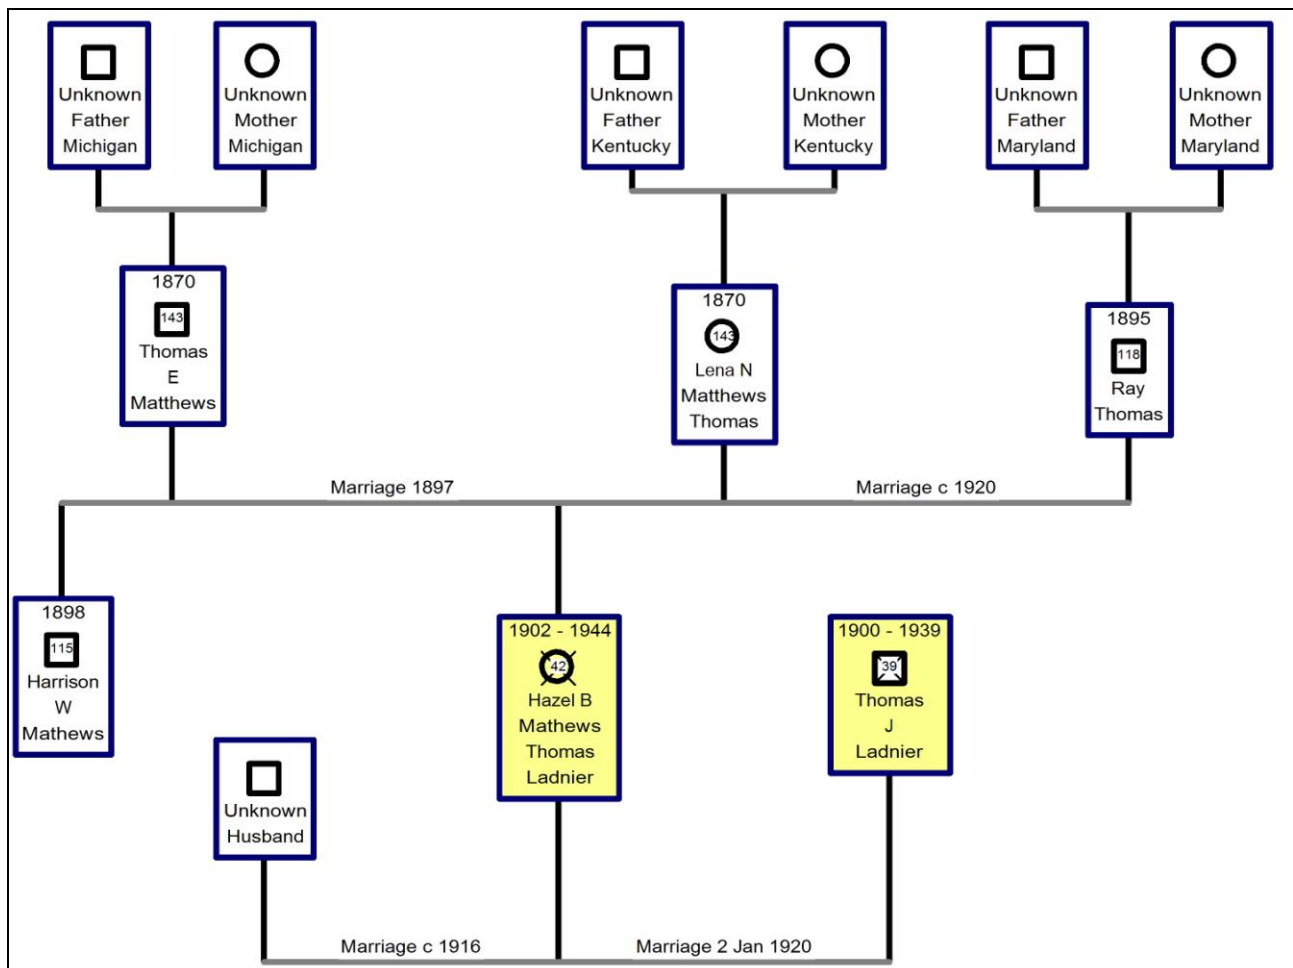 Unknown
Father
Michigan
Unknown
Mother
Michigan
Unknown
Father
Kentucky
Unknown
Mother
Kentucky
Unknown
Father
Maryland
Unknown
Mother
Maryland
1870
143
Thomas
E
Matthews
1870
143
Lena N
Matthews
Thomas
1895
118
Ray
Thomas
Marriage 1897
Marriage c 1920
1898
115
Harrison
W
Mathews
1902 - 1944
42
Hazel B
Mathews
Thomas
Ladnier
1900 - 1939
39
Thomas
J
Ladnier
Unknown
Husband
Marriage c 1916
Marriage 2 Jan 1920